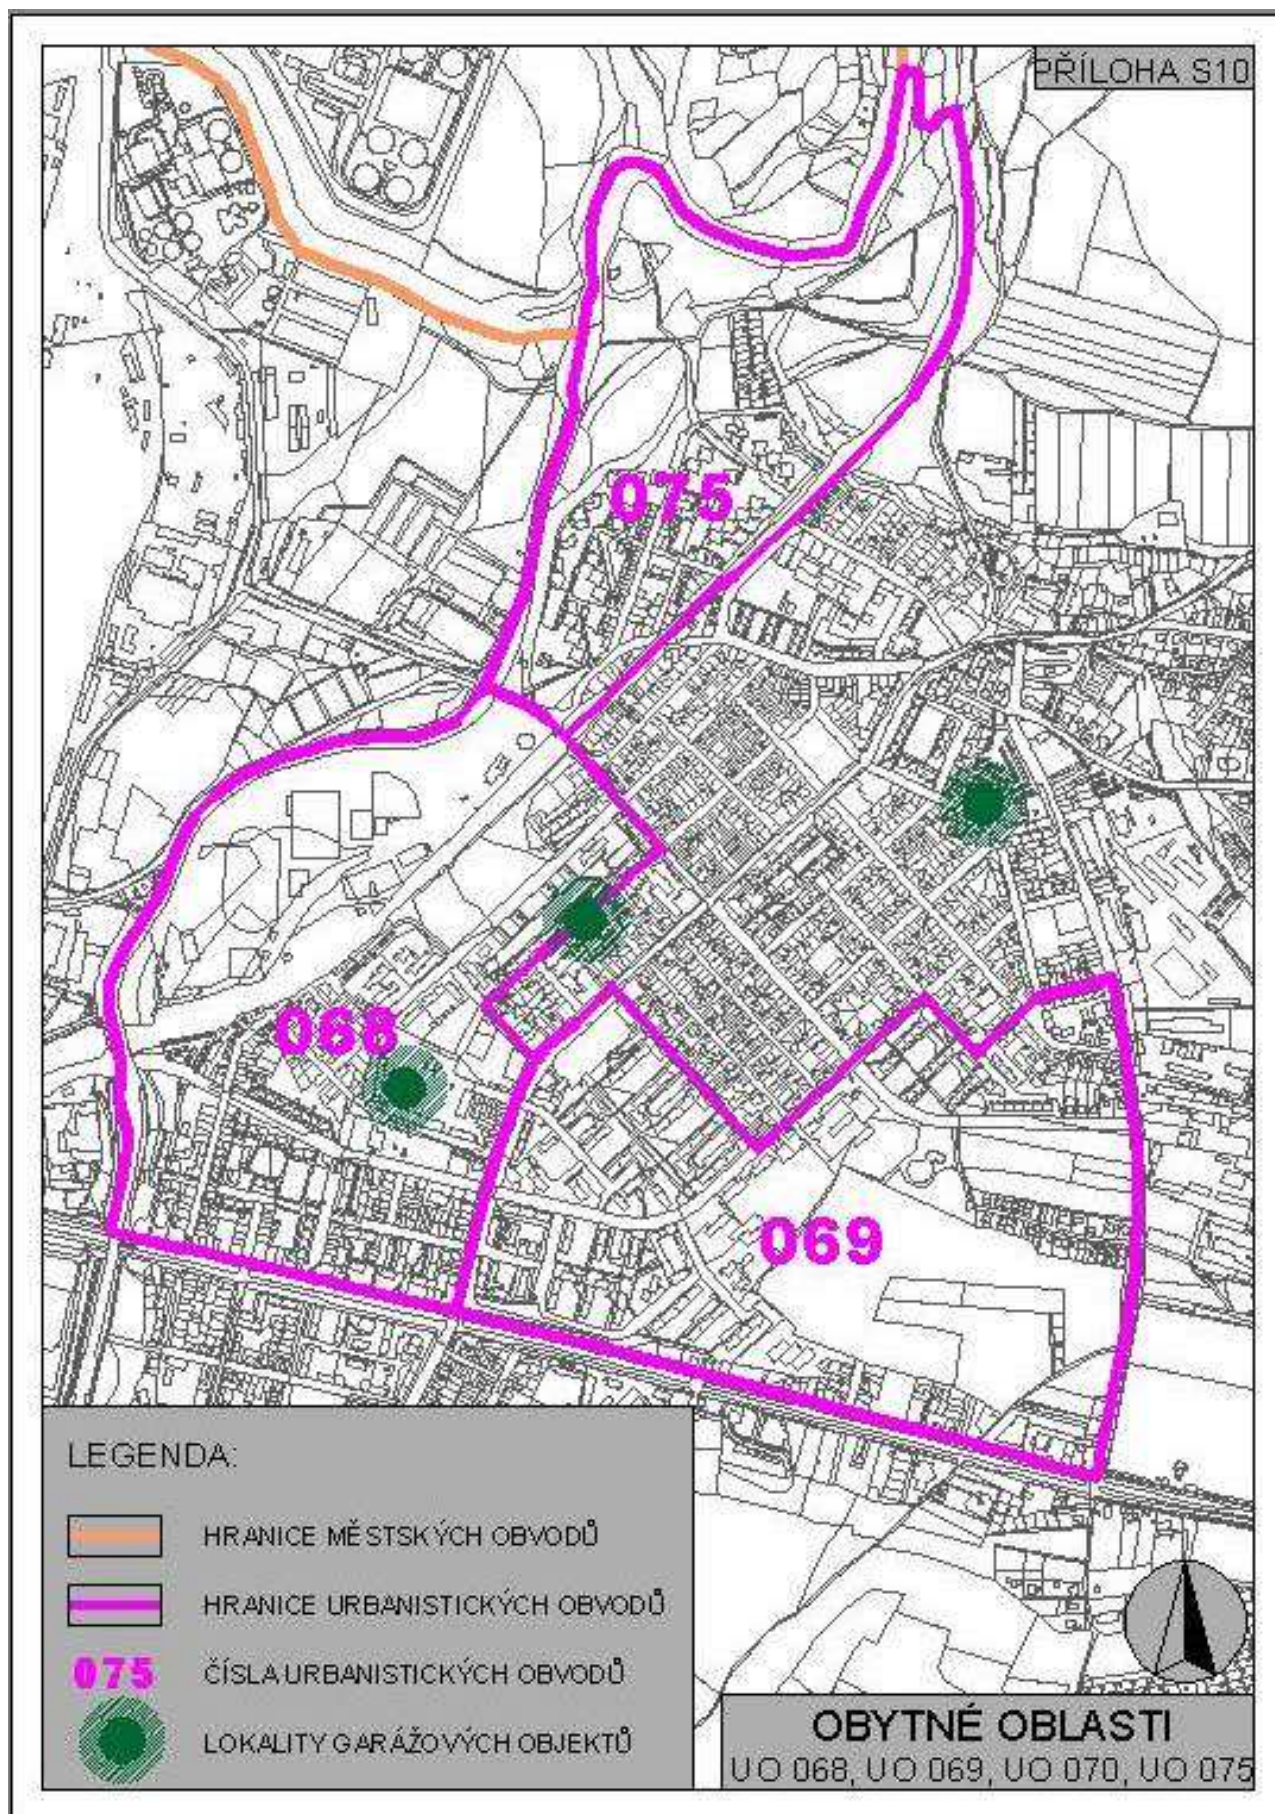 PŘÍLOHA S10
075
068
069
LEGENDA:
HRANICE MĚSTSKÝCH OBVODŮ
HRANICE URBANISTICKÝCH OBVODŮ
075 ČÍSLA URBANISTICKÝCH OBVODŮ
LOKALITY GARÁŽOVÝCH OBJEKTŮ
OBYTNÉ OBLASTI
UO 068, UO 069, UO 070, UO 075